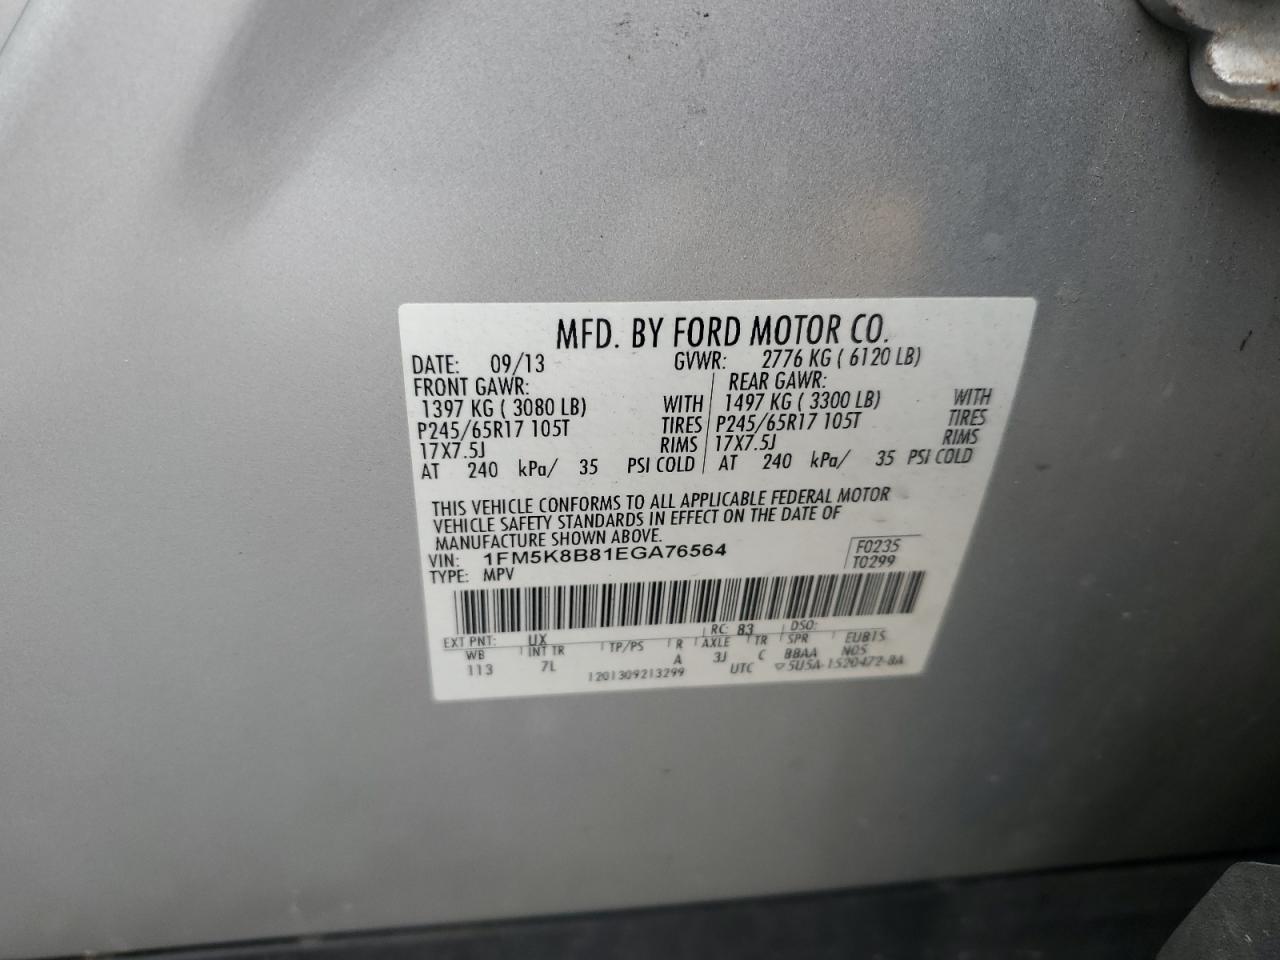 MFD. BY FORD MOTOR CO.
DATE: 09/13 GVWR: 2776 KG ( 6120 LB)
FRONT GAWR: REAR GAWR:
1397 KG ( 3080 LB) WITH 1497 KG ( 3300 LB) WITH
P245/65R17 105T TIRES P245/65R17 105T TIRES
17X7.5J RIMS 17X7.5J RIMS
AT 240 kPa/ 35 PSI COLD AT 240 kPa/ 35 PSI COLD
THIS VEHICLE CONFORMS TO ALL APPLICABLE FEDERAL MOTOR
VEHICLE SAFETY STANDARDS IN EFFECT ON THE DATE OF
MANUFACTURE SHOWN ABOVE.
VIN: 1FM5K8B81EGA76564 F0235
TYPE: MPV T0299
EXT PNT: UX RC: 83 DSO:
WB INT TR TP/PS R AXLE TR SPR EUB15
113 7L A 3J C BBAA N05
1201309213299 UTC ▽5U5A-1520472-BA